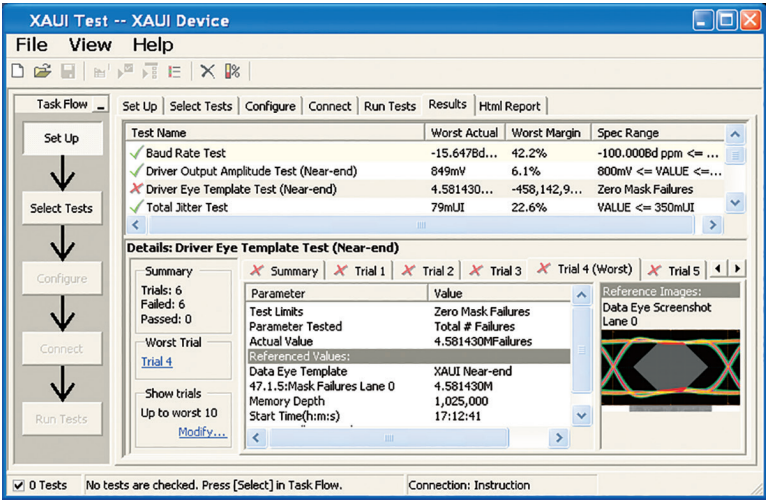 XAUI Test -- XAUI Device
File View Help
Task Flow
Set Up
Select Tests
Configure
Connect
Run Tests
Set Up Select Tests Configure Connect Run Tests Results Html Report
Test Name Worst Actual Worst Margin Spec Range
Baud Rate Test -15.647Bd... 42.2% -100.000Bd ppm <= ...
Driver Output Amplitude Test (Near-end) 849mV 6.1% 800mV <= VALUE <=...
Driver Eye Template Test (Near-end) 4.581430... -458,142,9... Zero Mask Failures
Total Jitter Test 79mUI 22.6% VALUE <= 350mUI
Details: Driver Eye Template Test (Near-end)
Summary
Trials: 6
Failed: 6
Passed: 0
Worst Trial
Trial 4
Show trials
Up to worst 10
Modify...
Summary Trial 1 Trial 2 Trial 3 Trial 4 (Worst) Trial 5
Parameter Value
Test Limits Zero Mask Failures
Parameter Tested Total # Failures
Actual Value 4.581430MFailures
Referenced Values:
Data Eye Template XAUI Near-end
47.1.5:Mask Failures Lane 0 4.581430M
Memory Depth 1,025,000
Start Time(h:m:s) 17:12:41
Reference Images:
Data Eye Screenshot
Lane 0
0 Tests No tests are checked. Press [Select] in Task Flow. Connection: Instruction